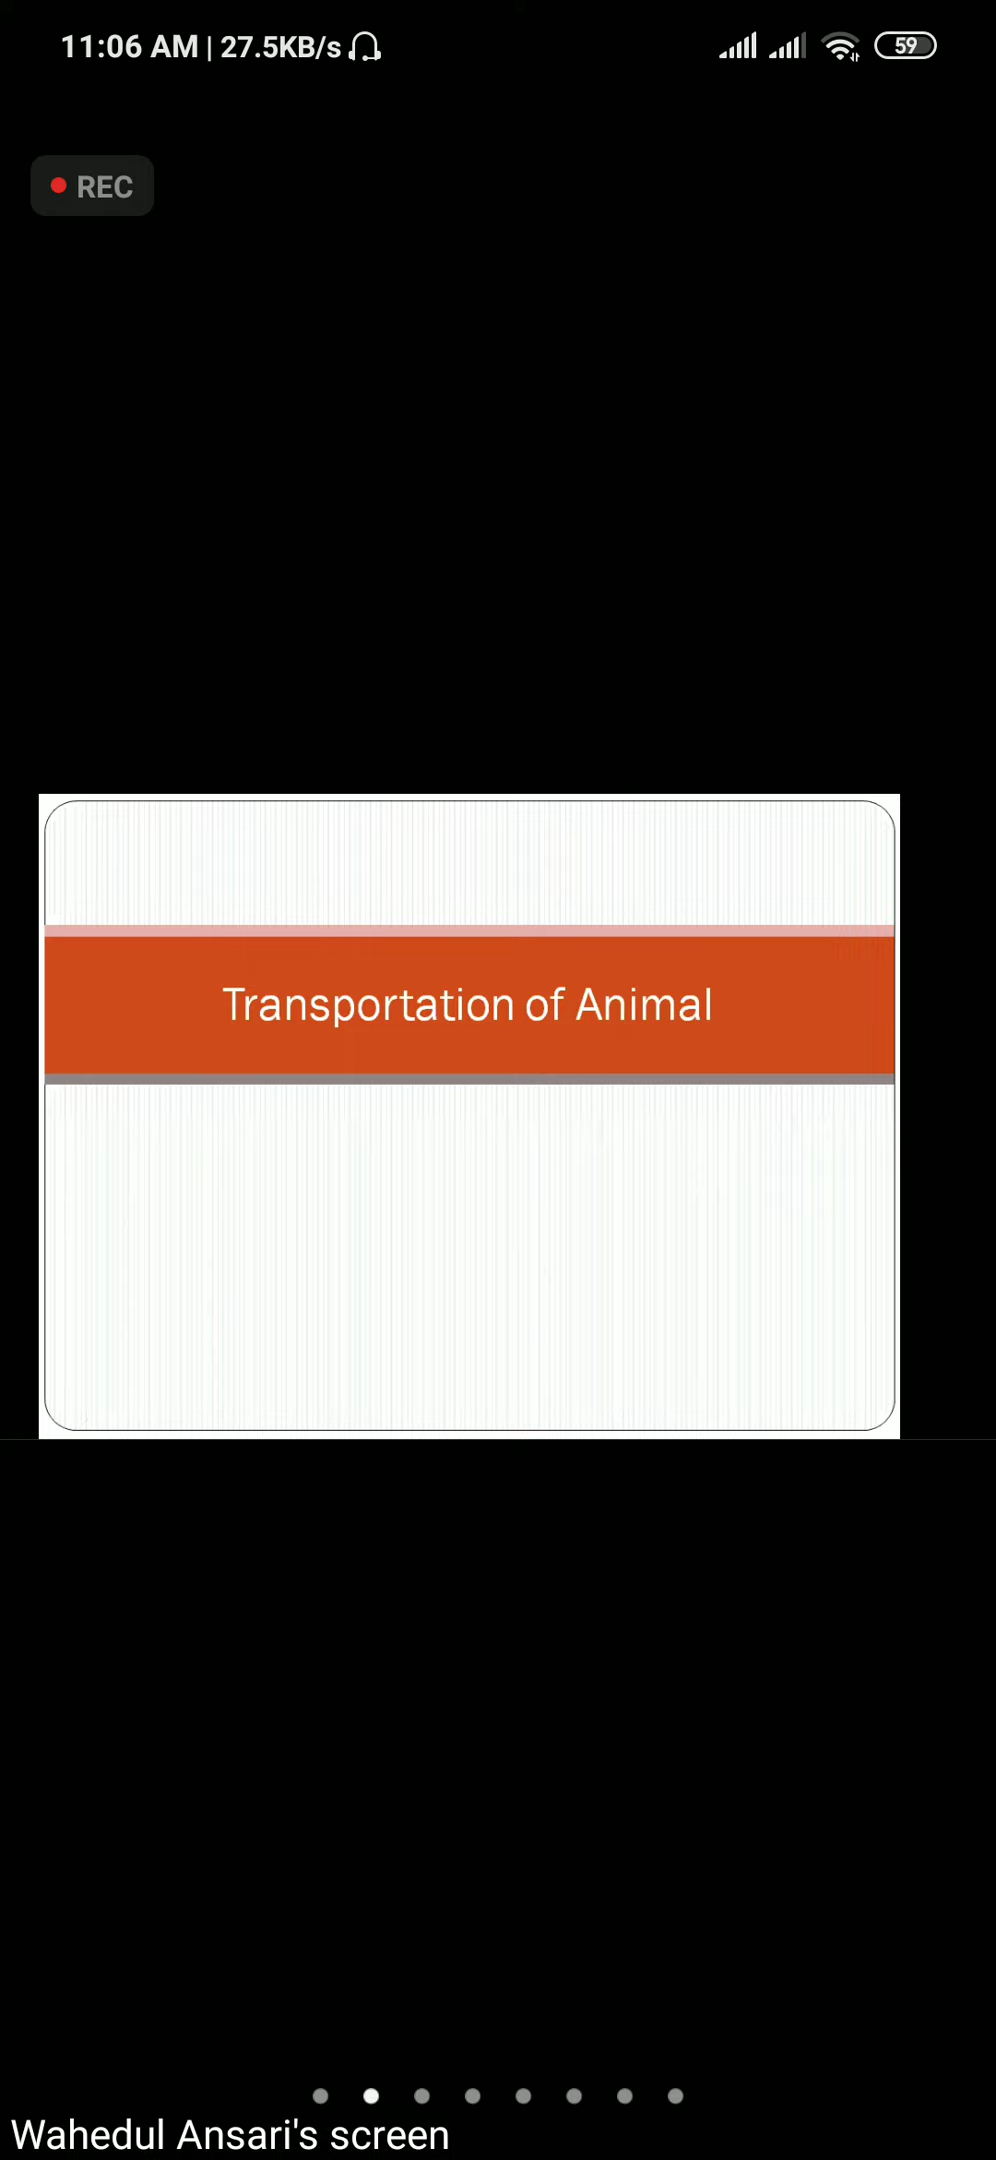 11:06 AM | 27.5KB/s
59
REC
Transportation of Animal
Wahedul Ansari's screen